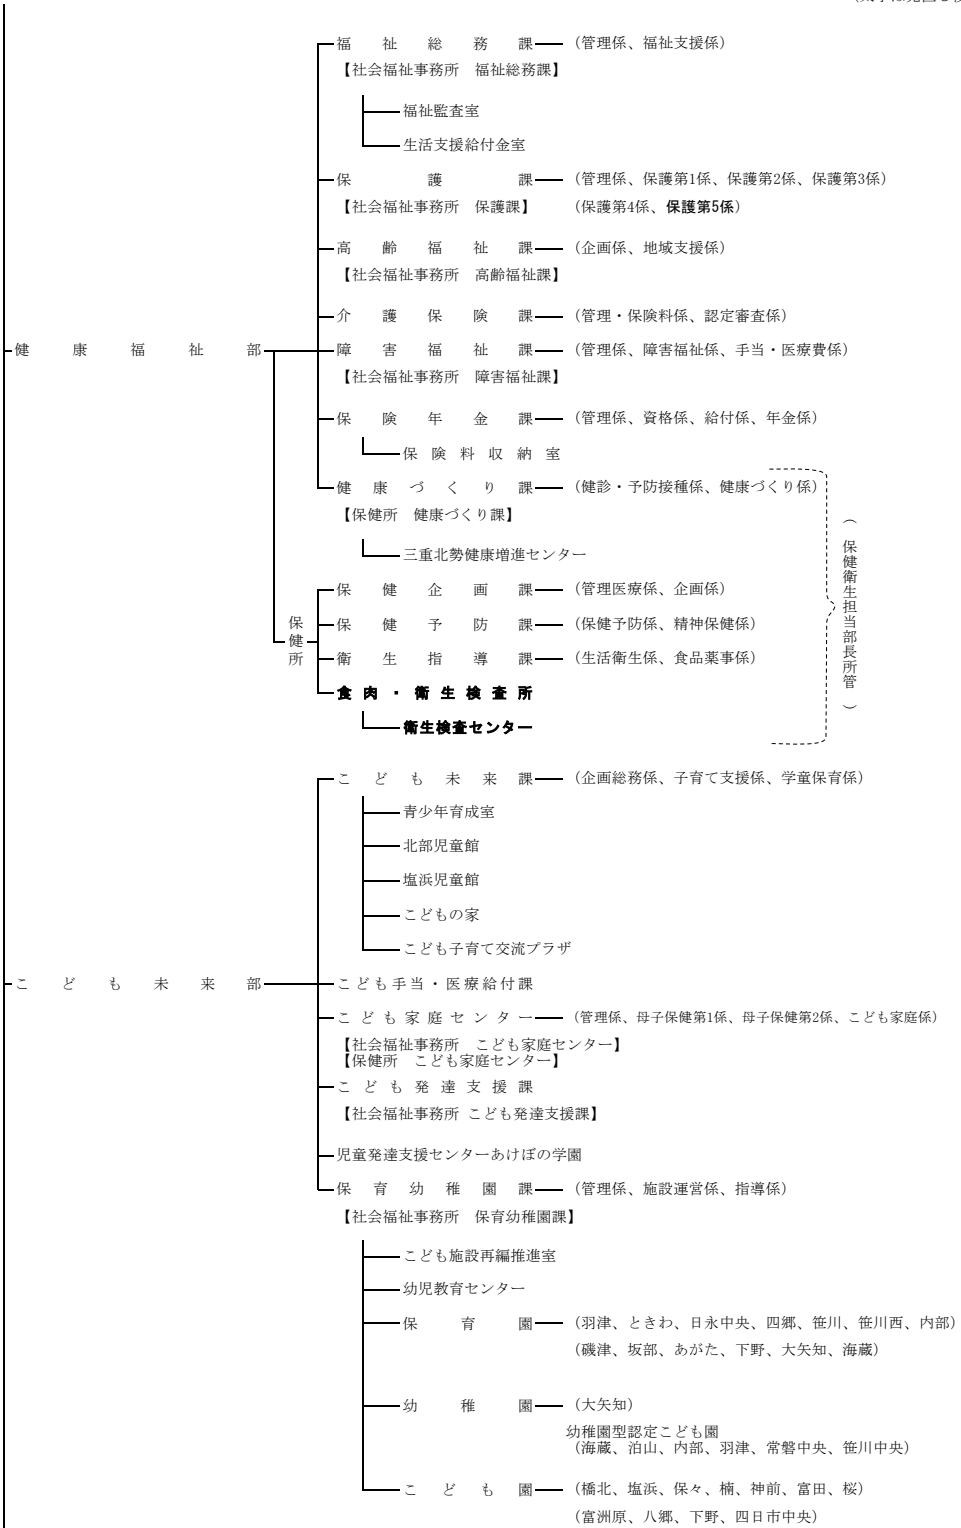 福祉総務課（管理係、福祉支援係）
【社会福祉事務所　福祉総務課】
福祉監査室
生活支援給付金室
保護課（管理係、保護第1係、保護第2係、保護第3係）
【社会福祉事務所　保護課】（保護第4係、保護第5係）
高齢福祉課（企画係、地域支援係）
【社会福祉事務所　高齢福祉課】
介護保険課（管理・保険料係、認定審査係）
健康福祉部
障害福祉課（管理係、障害福祉係、手当・医療費係）
【社会福祉事務所　障害福祉課】
保険年金課（管理係、資格係、給付係、年金係）
保険料収納室
健康づくり課（健診・予防接種係、健康づくり係）
【保健所　健康づくり課】
三重北勢健康増進センター
（保健衛生担当部長所管）
保健所
保健企画課（管理医療係、企画係）
保健予防課（保健予防係、精神保健係）
衛生指導課（生活衛生係、食品薬事係）
食肉・衛生検査所
衛生検査センター
こども未来課（企画総務係、子育て支援係、学童保育係）
青少年育成室
北部児童館
塩浜児童館
こどもの家
こども子育て交流プラザ
こども未来部
こども手当・医療給付課
こども家庭センター（管理係、母子保健第1係、母子保健第2係、こども家庭係）
【社会福祉事務所　こども家庭センター】
【保健所　こども家庭センター】
こども発達支援課
【社会福祉事務所 こども発達支援課】
児童発達支援センターあけぼの学園
保育幼稚園課（管理係、施設運営係、指導係）
【社会福祉事務所　保育幼稚園課】
こども施設再編推進室
幼児教育センター
保育園（羽津、ときわ、日永中央、四郷、笹川、笹川西、内部）
（磯津、坂部、あがた、下野、大矢知、海蔵）
幼稚園（大矢知）
幼稚園型認定こども園
（海蔵、泊山、内部、羽津、常磐中央、笹川中央）
こども園（橋北、塩浜、保々、楠、神前、富田、桜）
（富洲原、八郷、下野、四日市中央）